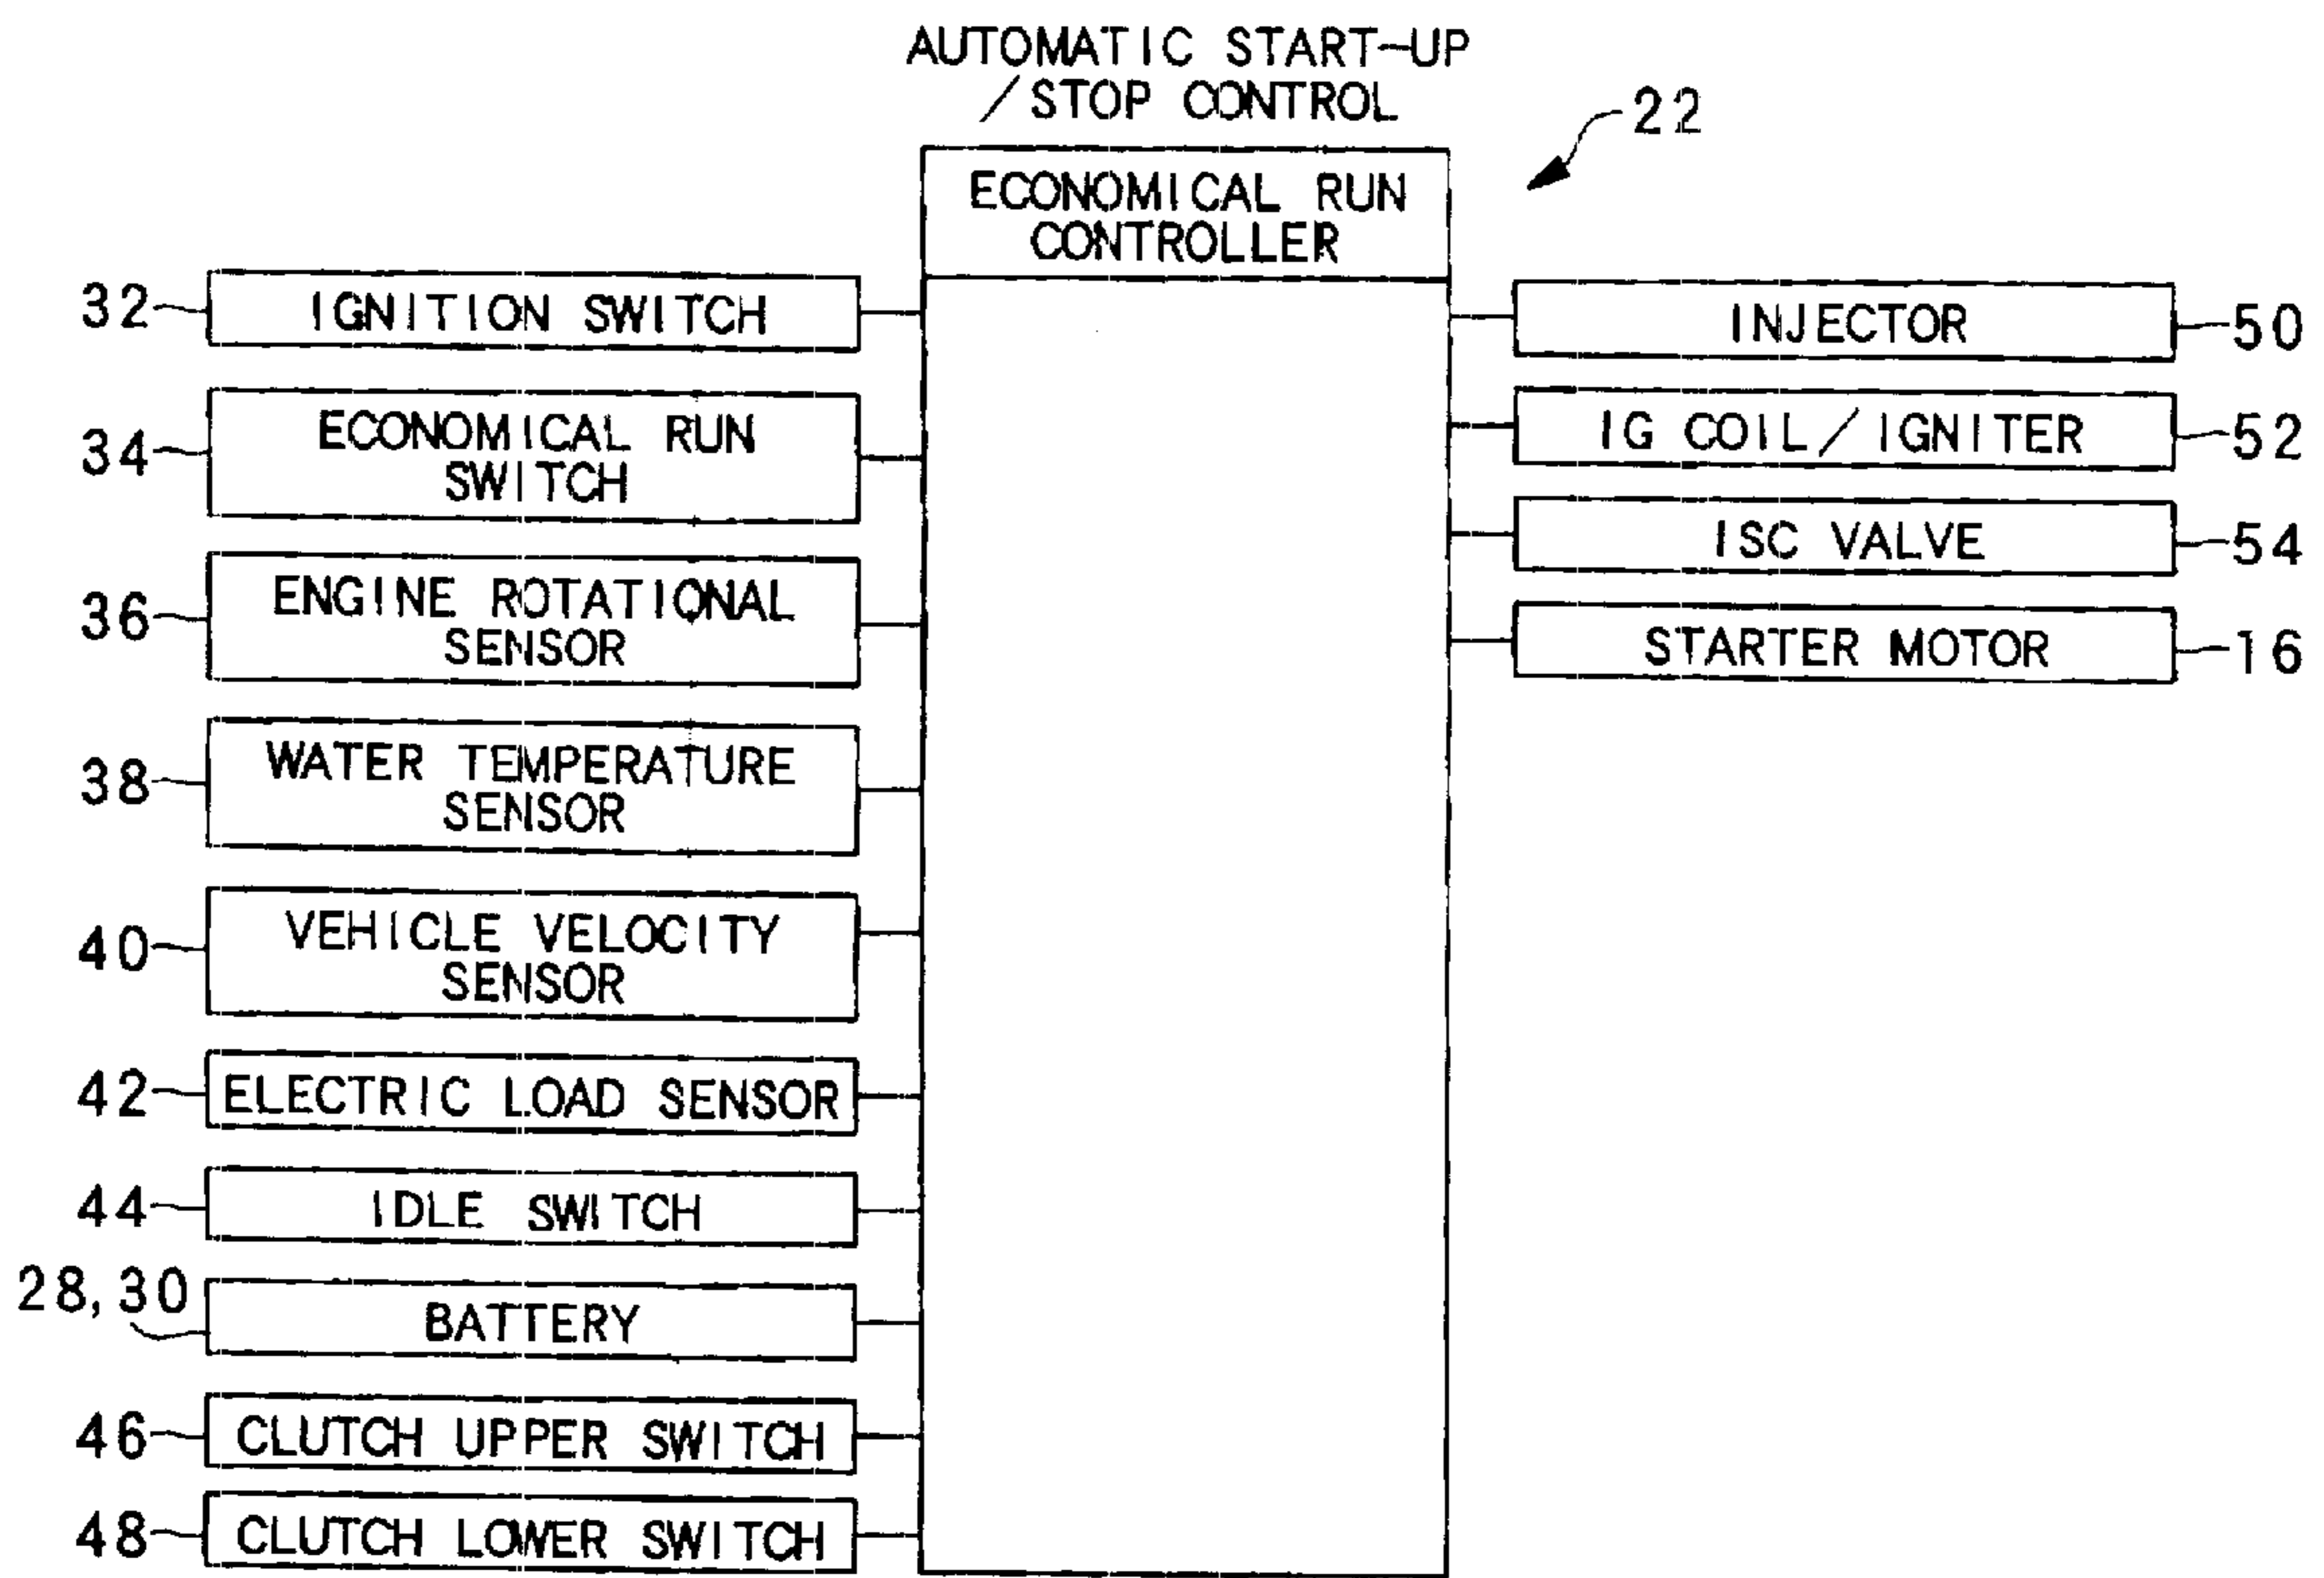 AUTOMATIC START-UP
/STOP CONTROL
22
ECONOMICAL RUN
CONTROLLER
32
IGNITION SWITCH
34
ECONOMICAL RUN
SWITCH
36
ENGINE ROTATIONAL
SENSOR
38
WATER TEMPERATURE
SENSOR
40
VEHICLE VELOCITY
SENSOR
42
ELECTRIC LOAD SENSOR
44
IDLE SWITCH
28,30
BATTERY
46
CLUTCH UPPER SWITCH
48
CLUTCH LOWER SWITCH
INJECTOR
50
IG COIL/IGNITER
52
ISC VALVE
54
STARTER MOTOR
16